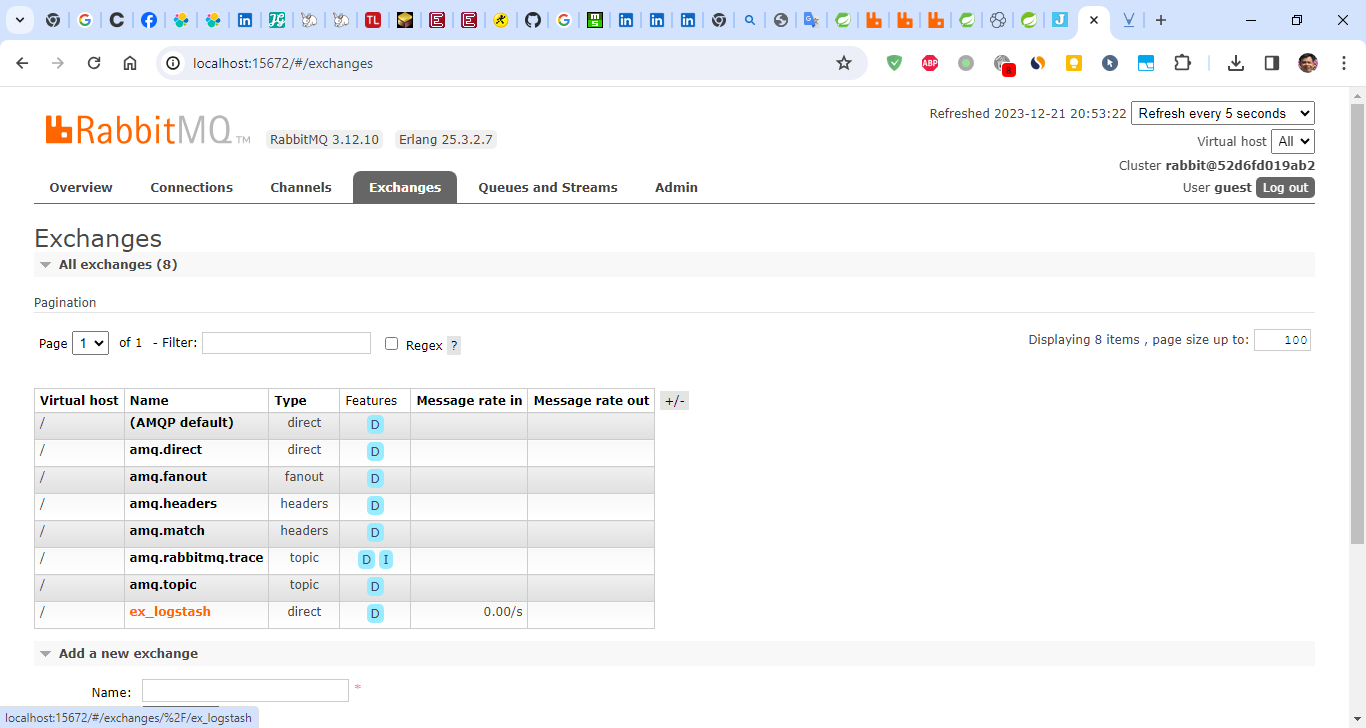 localhost:15672/#/exchanges
ABP
RabbitMQ TM
RabbitMQ 3.12.10 Erlang 25.3.2.7
Refreshed 2023-12-21 20:53:22 Refresh every 5 seconds
Virtual host All
Cluster rabbit@52d6fd019ab2
User guest Log out
Overview Connections Channels Exchanges Queues and Streams Admin
Exchanges
All exchanges (8)
Pagination
Page 1 of 1 - Filter: Regex ? Displaying 8 items , page size up to: 100
Virtual host Name Type Features Message rate in Message rate out +/-
/ (AMQP default) direct D
/ amq.direct direct D
/ amq.fanout fanout D
/ amq.headers headers D
/ amq.match headers D
/ amq.rabbitmq.trace topic D I
/ amq.topic topic D
/ ex_logstash direct D 0.00/s
Add a new exchange
Name: *
localhost:15672/#/exchanges/%2F/ex_logstash